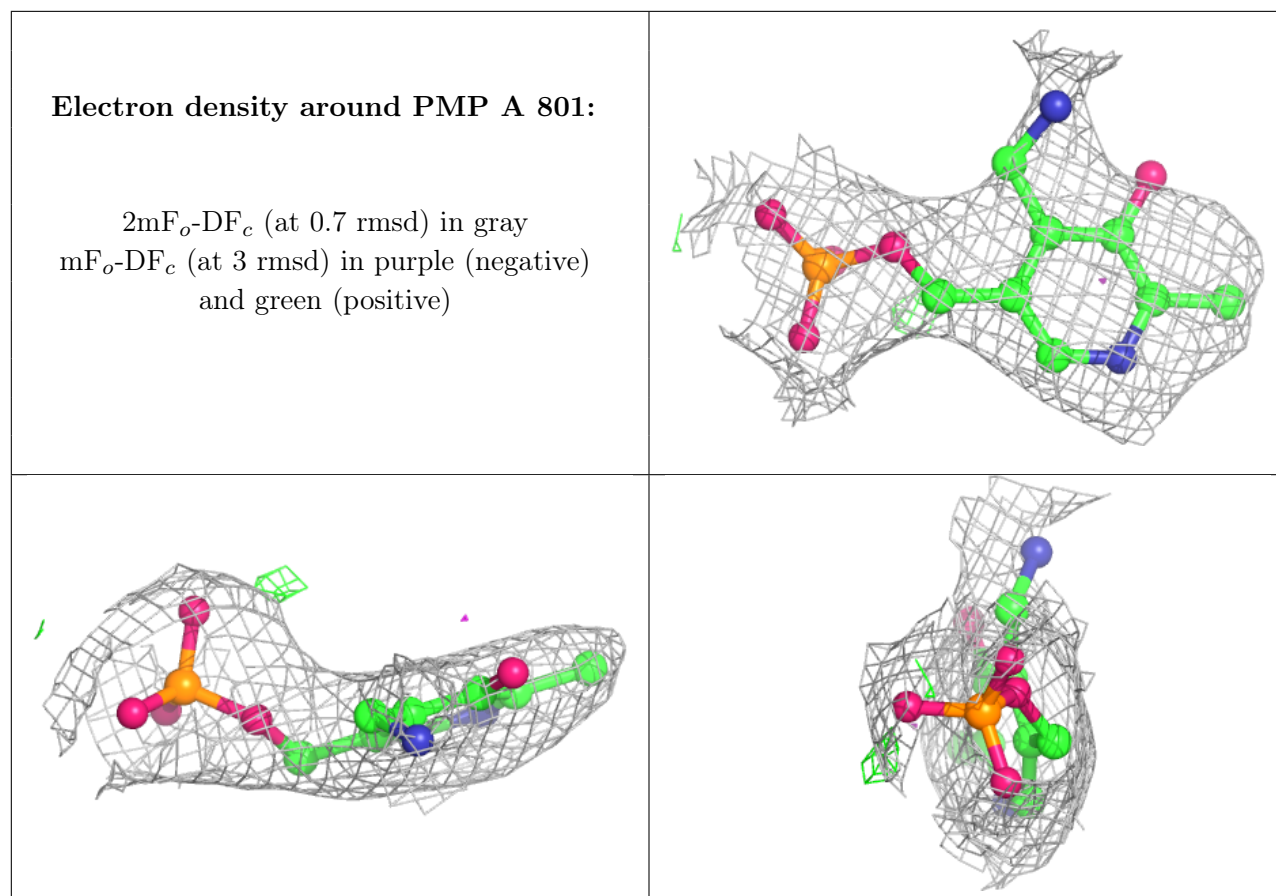 Electron density around PMP A 801:
2mFo-DFc (at 0.7 rmsd) in gray
mFo-DFc (at 3 rmsd) in purple (negative)
and green (positive)